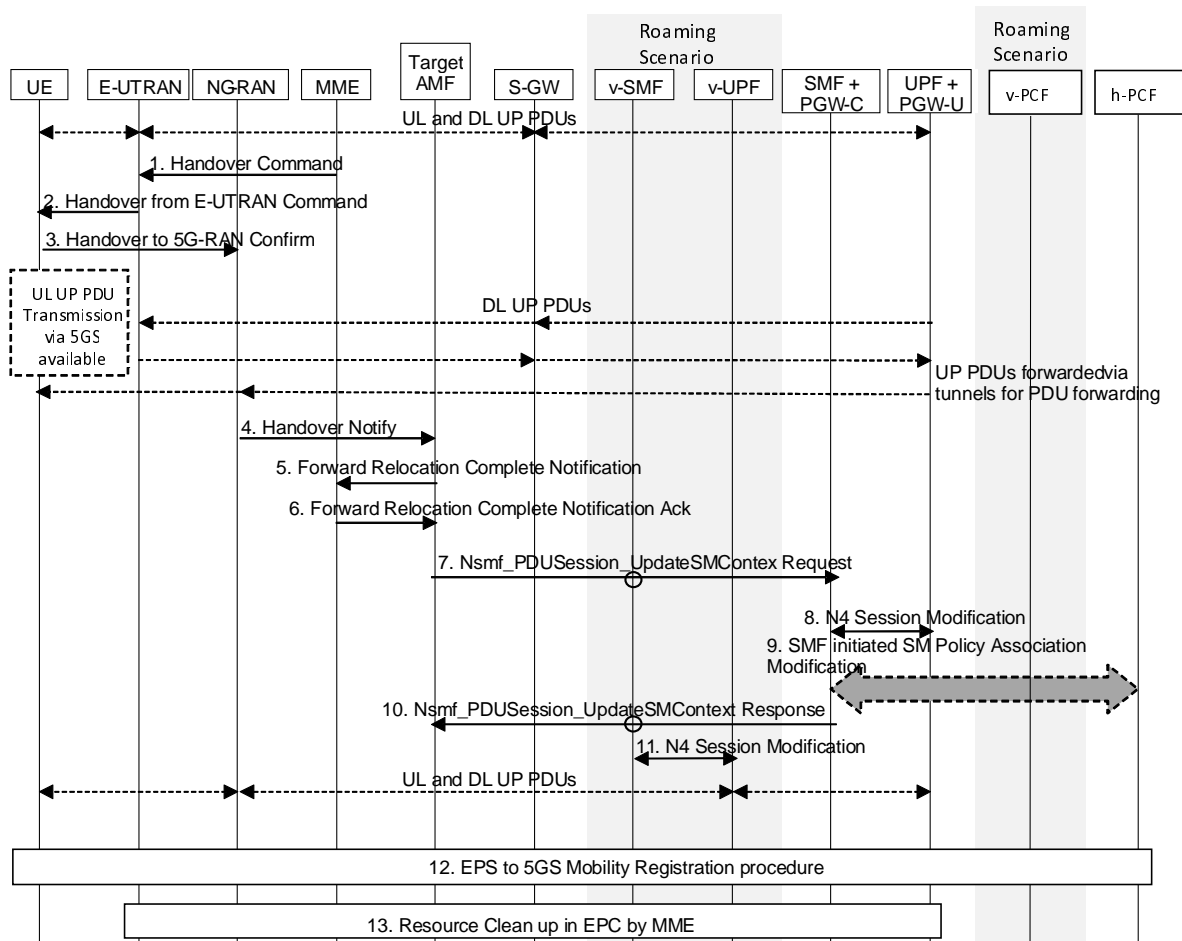 Roaming
Scenario
Roaming
Scenario
Target
AMF
UE
E-UTRAN
NG-RAN
MME
S-GW
v-SMF
v-UPF
SMF +
PGW-C
UPF +
PGW-U
v-PCF
h-PCF
UL and DL UP PDUs
1. Handover Command
2. Handover from E-UTRAN Command
3. Handover to 5G-RAN Confirm
UL UP PDU
Transmission
via 5GS
available
DL UP PDUs
UP PDUs forwardedvia
tunnels for PDU forwarding
4. Handover Notify
5. Forward Relocation Complete Notification
6. Forward Relocation Complete Notification Ack
7. Nsmf_PDUSession_UpdateSMContex Request
8. N4 Session Modification
9. SMF initiated SM Policy Association
Modification
10. Nsmf_PDUSession_UpdateSMContext Response
11. N4 Session Modification
UL and DL UP PDUs
12. EPS to 5GS Mobility Registration procedure
13. Resource Clean up in EPC by MME